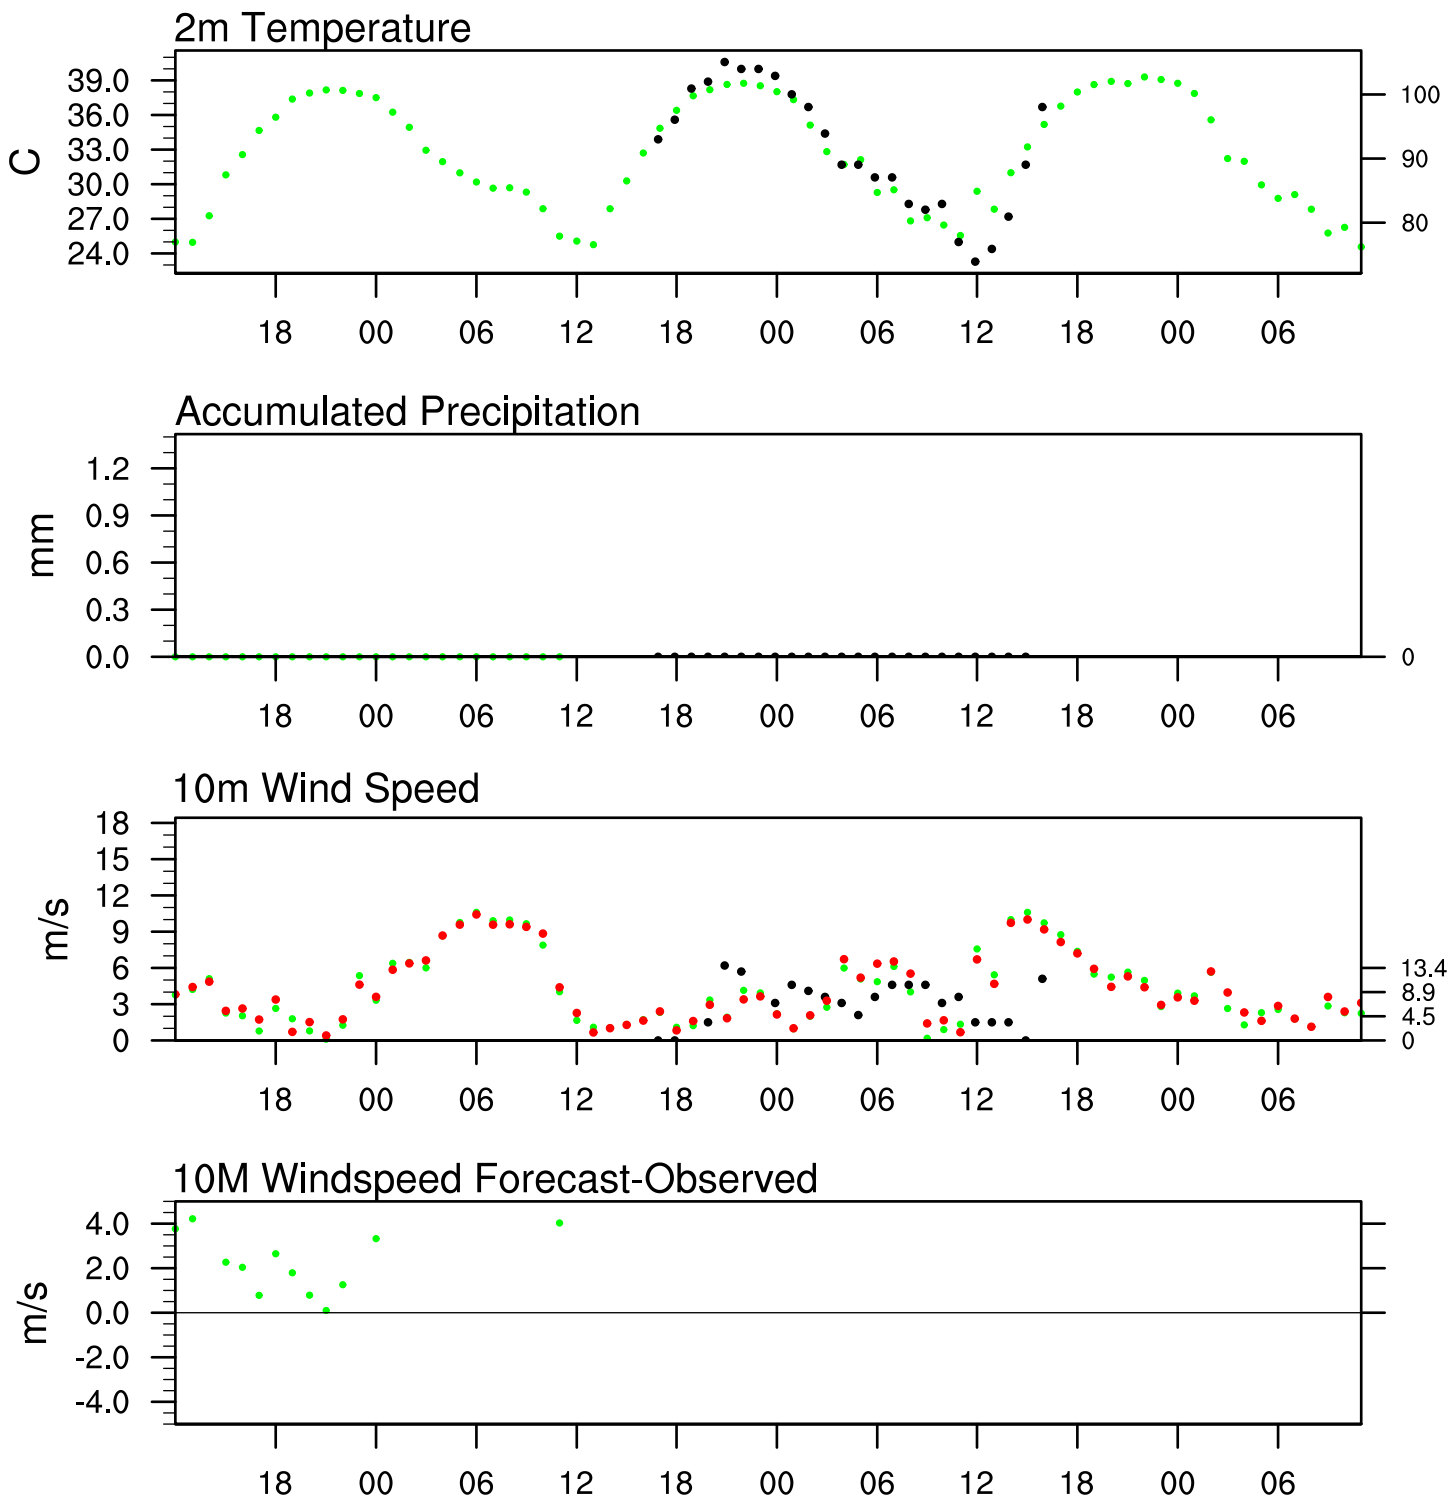 2m Temperature
39.0
36.0
33.0
30.0
27.0
24.0
C
100
90
80
18 00 06 12 18 00 06 12 18 00 06
Accumulated Precipitation
1.2
0.9
0.6
0.3
0.0
mm
0
18 00 06 12 18 00 06 12 18 00 06
10m Wind Speed
18
15
12
9
6
3
0
m/s
13.4
8.9
4.5
0
18 00 06 12 18 00 06 12 18 00 06
10M Windspeed Forecast-Observed
4.0
2.0
0.0
-2.0
-4.0
m/s
18 00 06 12 18 00 06 12 18 00 06